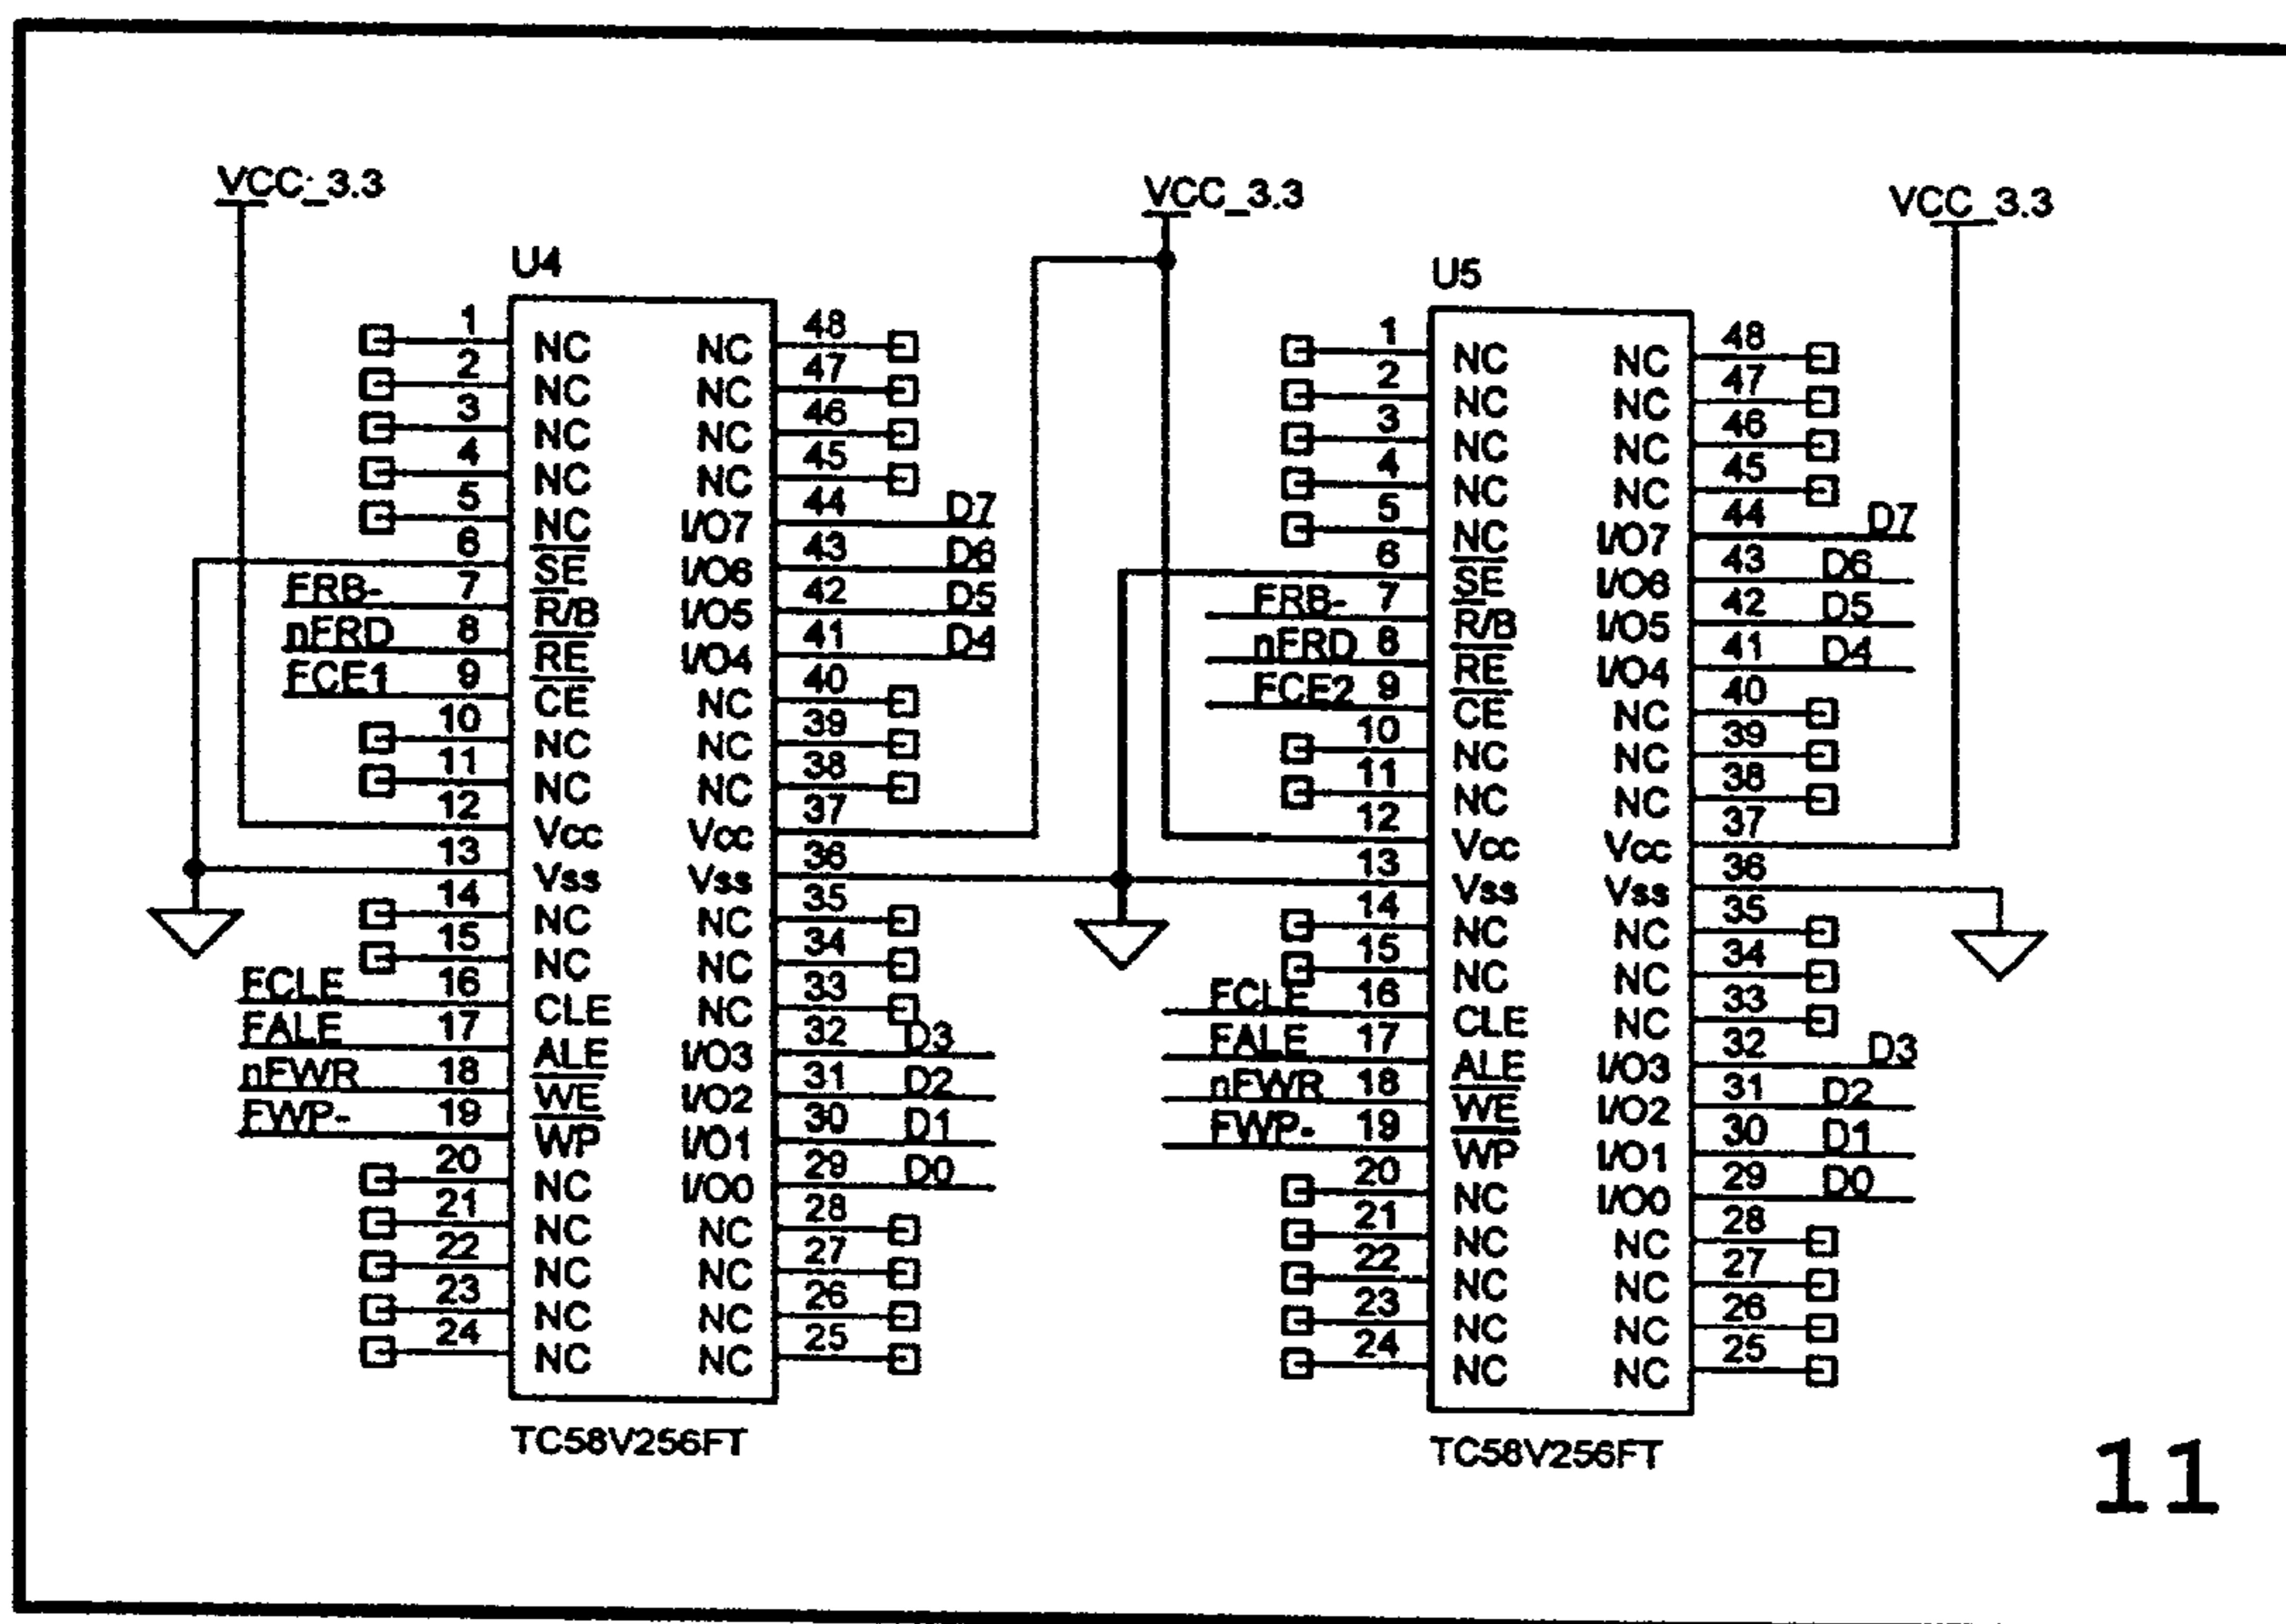 VCC_3.3
VCC_3.3
VCC_3.3
U4
1 NC NC 48
2 NC NC 47
3 NC NC 46
4 NC NC 45
5 NC I/O7 44 D7
6 SE I/O6 43 D6
FRB- 7 R/B I/O5 42 D5
nFRD 8 RE I/O4 41 D4
FCE1 9 CE NC 40
10 NC NC 39
11 NC NC 38
12 Vcc Vcc 37
13 Vss Vss 36
14 NC NC 35
15 NC NC 34
FCLE 16 CLE NC 33
FALE 17 ALE I/O3 32 D3
nFWR 18 WE I/O2 31 D2
FWP- 19 WP I/O1 30 D1
20 NC I/O0 29 D0
21 NC NC 28
22 NC NC 27
23 NC NC 26
24 NC NC 25
TC58V256FT
U5
1 NC NC 48
2 NC NC 47
3 NC NC 46
4 NC NC 45
5 NC I/O7 44 D7
6 SE I/O6 43 D6
FRB- 7 R/B I/O5 42 D5
nFRD 8 RE I/O4 41 D4
FCE2 9 CE NC 40
10 NC NC 39
11 NC NC 38
12 Vcc Vcc 37
13 Vss Vss 36
14 NC NC 35
15 NC NC 34
FCLE 16 CLE NC 33
FALE 17 ALE I/O3 32 D3
nFWR 18 WE I/O2 31 D2
FWP- 19 WP I/O1 30 D1
20 NC I/O0 29 D0
21 NC NC 28
22 NC NC 27
23 NC NC 26
24 NC NC 25
TC58V256FT
11